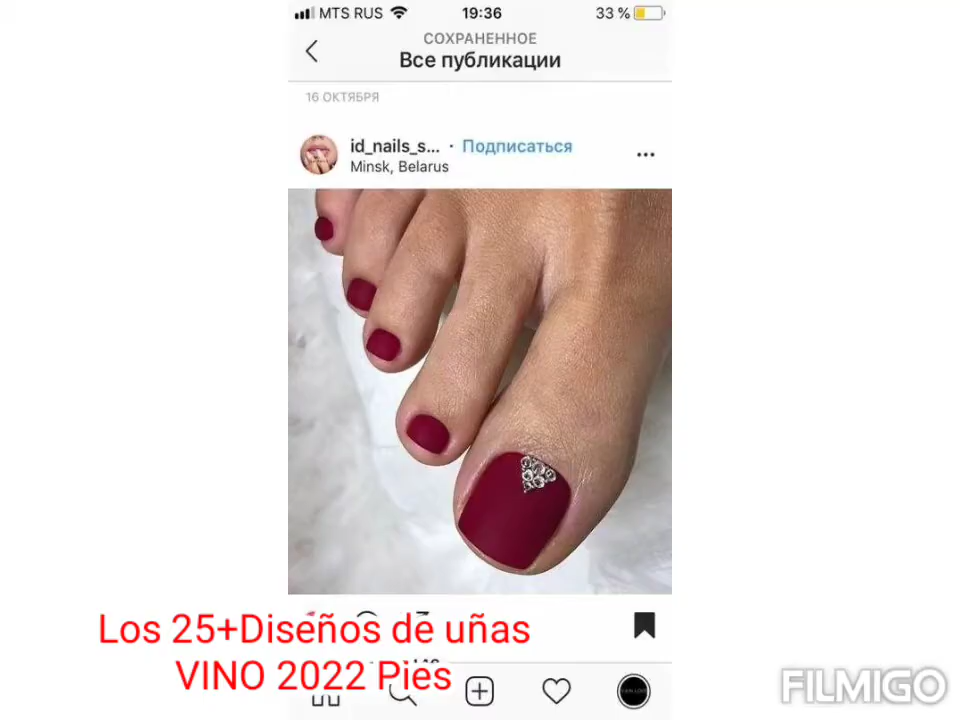 MTS RUS 19:36 33 %
СОХРАНЕННОЕ
Все публикации
16 ОКТЯБРЯ
id_nails_s... · Подписаться
Minsk, Belarus
Los 25+Diseños de uñas
VINO 2022 Pies
FILMIGO